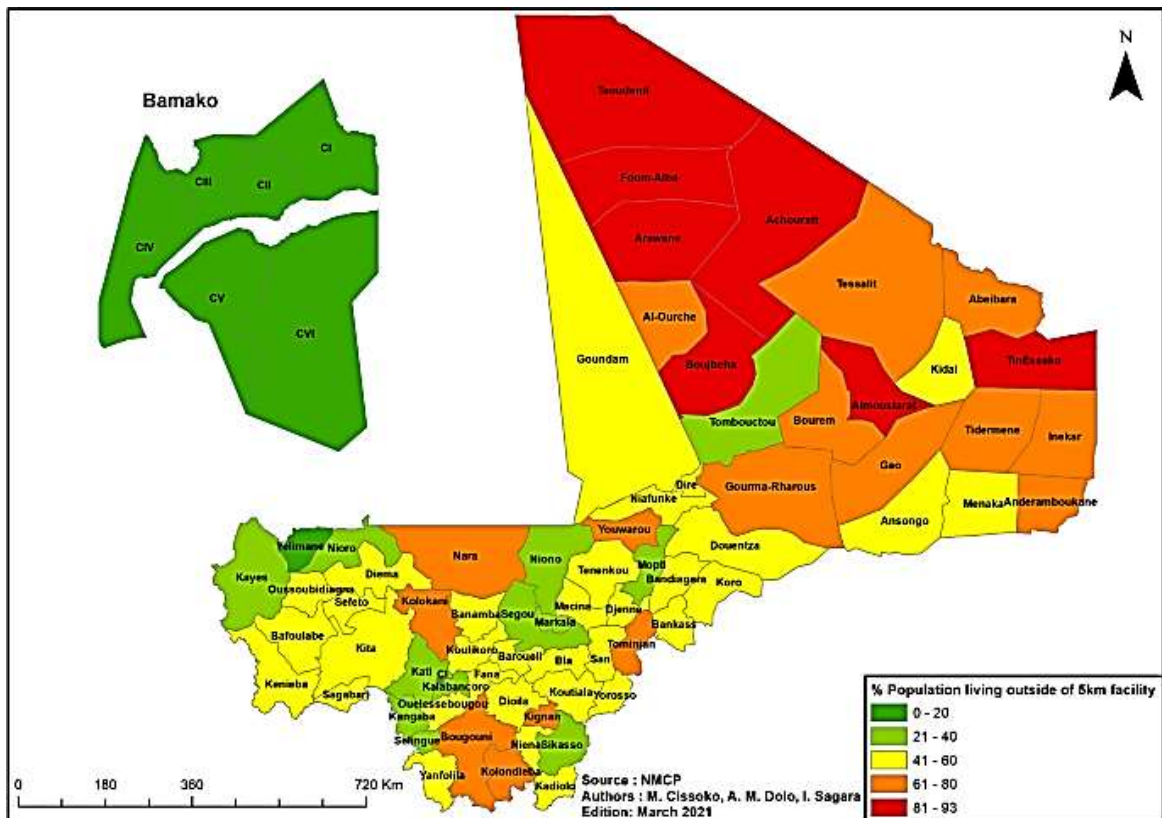 N
Bamako
CI
CIII
CII
CIV
CV
CVI
Taoudenit
Foum-Alba
Achouratt
Arawane
Tessalit
Abeibara
Al-Ourche
Goundam
Boujbeha
Kidal
TinEssako
Almoustarat
Tombouctou
Bourem
Tidermene
Inekar
Gao
Gourma-Rharous
Dire
Niafunke
Ansongo
Menaka
Anderamboukane
Youwarou
Douentza
Yelimane
Nioro
Nara
Niono
Mopti
Kayes
Diema
Tenenkou
Bandiagara
Koro
Oussoubidiagna
Sefeto
Kolokani
Banamba
Segou
Macina
Djenne
Markala
Bankass
Bafoulabe
Kita
Koulikoro
Baroueli
Bla
San
Tominian
Kenieba
Sagabari
Kati
CI
Kalabancoro
Fana
Dioila
Koutiala
Yorosso
Ouelessebougou
Kangaba
Kignan
Selingue
Bougouni
Niena
Sikasso
Yanfolila
Kolondieba
Kadiolo
% Population living outside of 5km facility
0 - 20
21 - 40
41 - 60
61 - 80
81 - 93
0 180 360 720 Km
Source : NMCP
Authors : M. Cissoko, A. M. Dolo, I. Sagara
Edition: March 2021